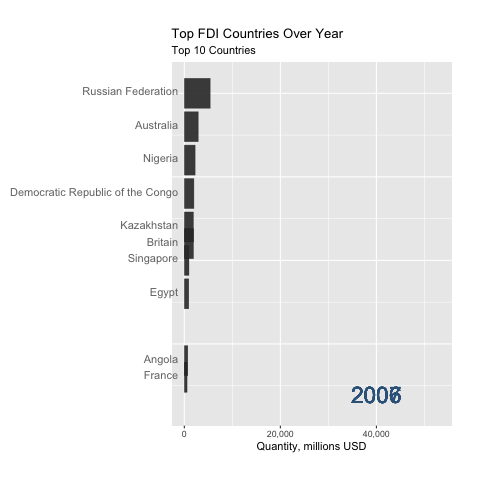 Top FDI Countries Over Year
Top 10 Countries
Russian Federation
Australia
Nigeria
Democratic Republic of the Congo
Kazakhstan
Britain
Singapore
Egypt
Angola
France
0
20,000
40,000
Quantity, millions USD